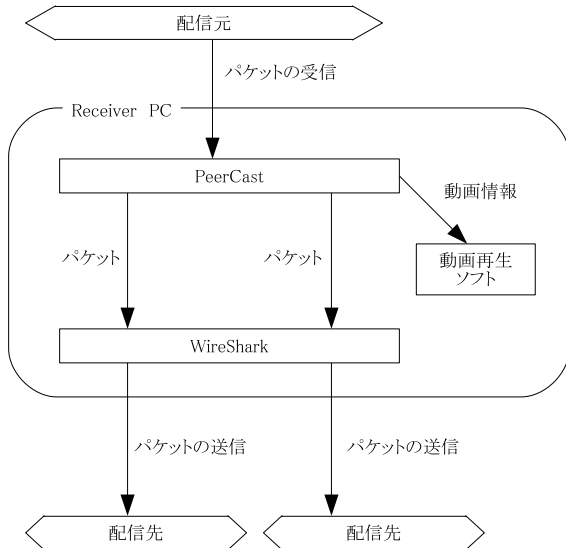 配信元
パケットの受信
Receiver PC
PeerCast
動画情報
パケット
パケット
動画再生
ソフト
WireShark
パケットの送信
パケットの送信
配信先
配信先